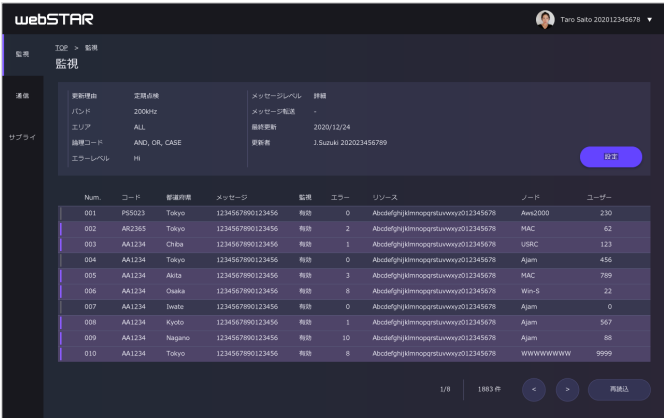 webSTAR
Taro Saito 202012345678 ▼
監視
通信
サプライ
TOP > 監視
監視
更新理由 定期点検
バンド 200kHz
エリア ALL
論理コード AND, OR, CASE
エラーレベル Hi
メッセージレベル 詳細
メッセージ転送 -
最終更新 2020/12/24
更新者 J.Suzuki 202023456789
設定
Num. コード 都道府県 メッセージ 監視 エラー リソース ノード ユーザー
001 PS5023 Tokyo 1234567890123456 有効 0 Abcdefghijklmnopqrstuvwxyz012345678 Aws2000 230
002 AR2365 Tokyo 1234567890123456 有効 2 Abcdefghijklmnopqrstuvwxyz012345678 MAC 62
003 AA1234 Chiba 1234567890123456 有効 1 Abcdefghijklmnopqrstuvwxyz012345678 USRC 123
004 AA1234 Tokyo 1234567890123456 有効 0 Abcdefghijklmnopqrstuvwxyz012345678 Ajam 456
005 AA1234 Akita 1234567890123456 有効 3 Abcdefghijklmnopqrstuvwxyz012345678 MAC 789
006 AA1234 Osaka 1234567890123456 有効 8 Abcdefghijklmnopqrstuvwxyz012345678 Win-S 22
007 AA1234 Iwate 1234567890123456 有効 0 Abcdefghijklmnopqrstuvwxyz012345678 Ajam 0
008 AA1234 Kyoto 1234567890123456 有効 1 Abcdefghijklmnopqrstuvwxyz012345678 Ajam 567
009 AA1234 Nagano 1234567890123456 有効 10 Abcdefghijklmnopqrstuvwxyz012345678 Ajam 88
010 AA1234 Tokyo 1234567890123456 有効 8 Abcdefghijklmnopqrstuvwxyz012345678 WWWWWWWW 9999
1/8 1883 件 < > 再読込